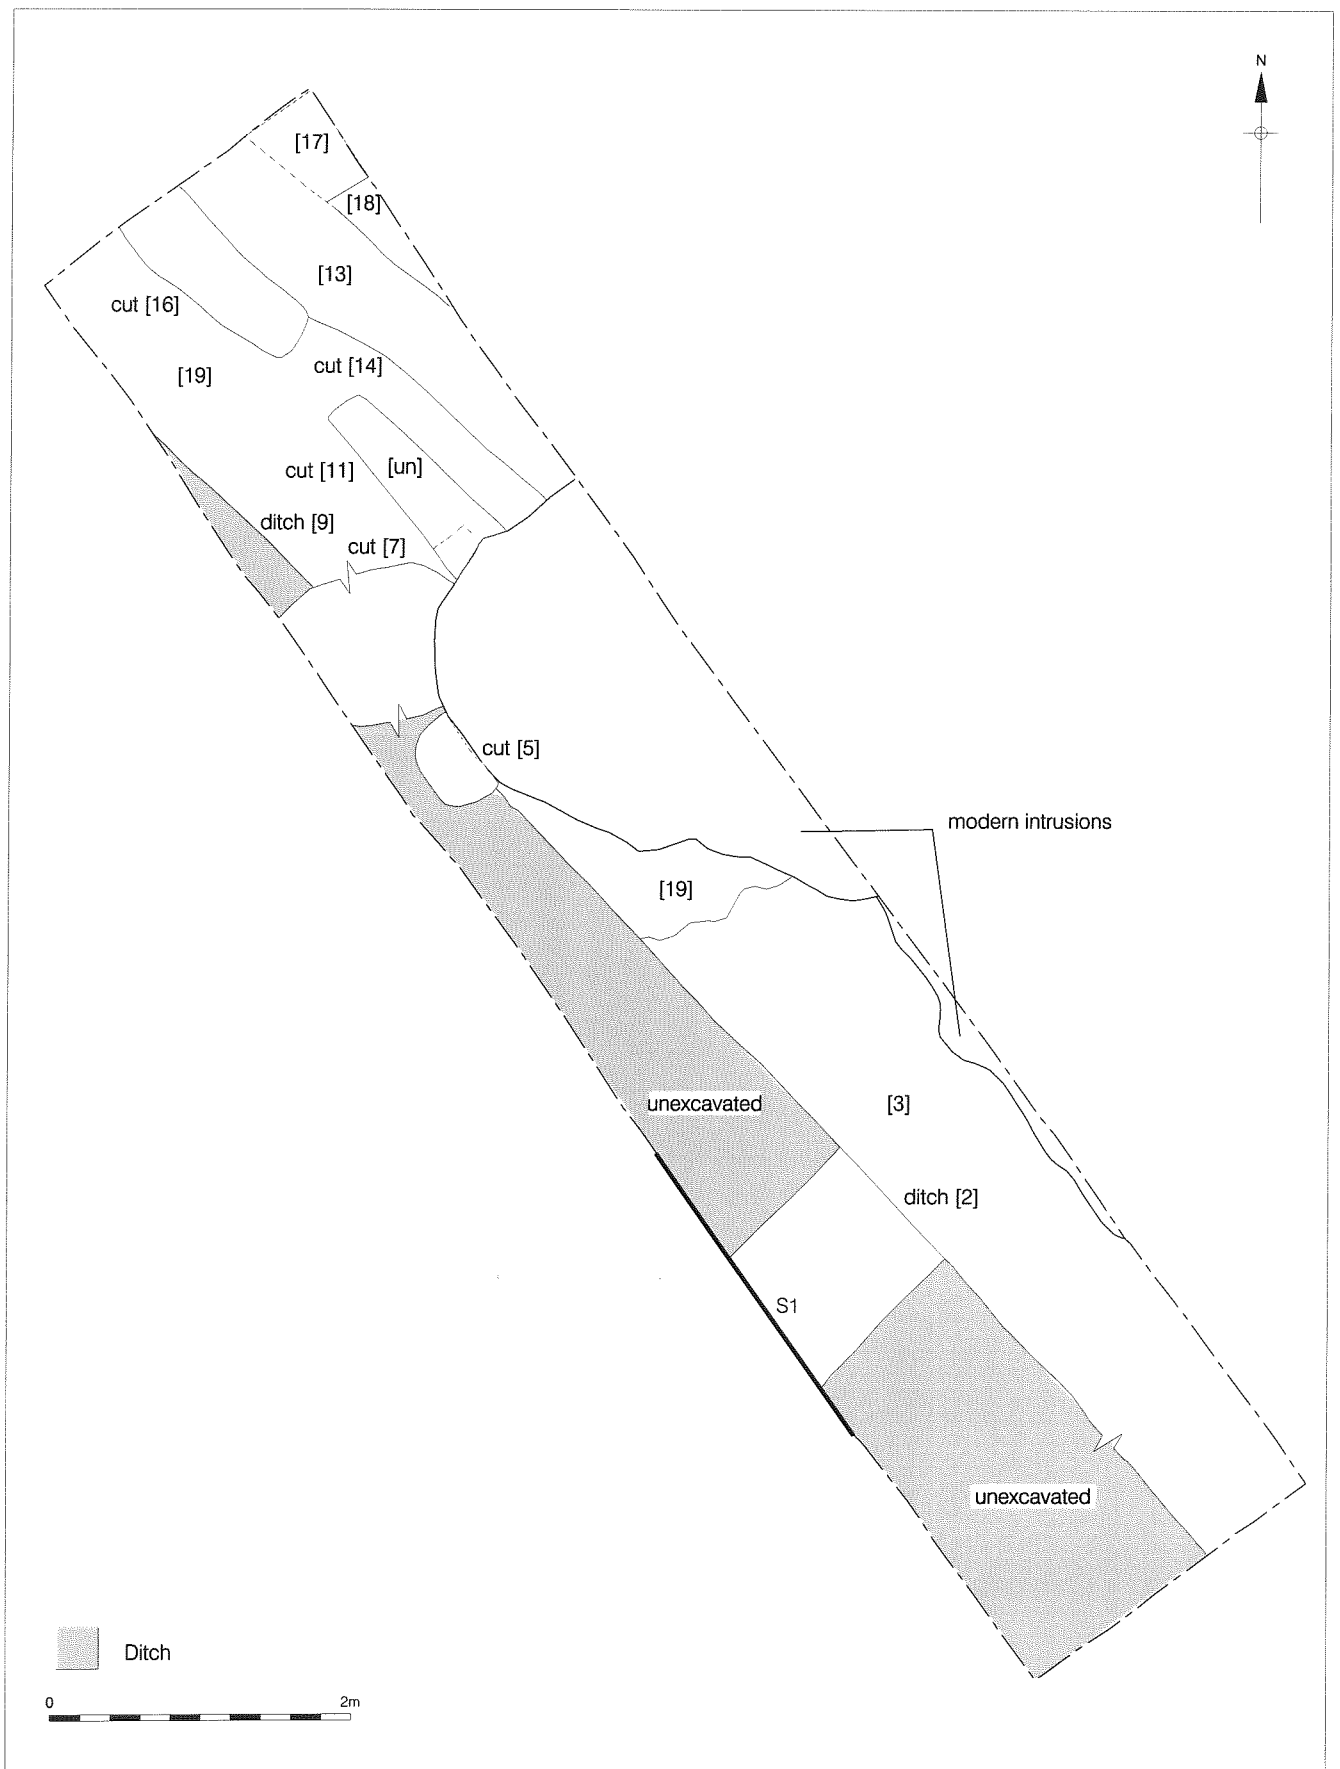 N
[17]
[18]
[13]
cut [16]
cut [14]
[19]
cut [11]
[un]
ditch [9]
cut [7]
cut [5]
modern intrusions
[19]
unexcavated
[3]
ditch [2]
S1
unexcavated
Ditch
0 2m